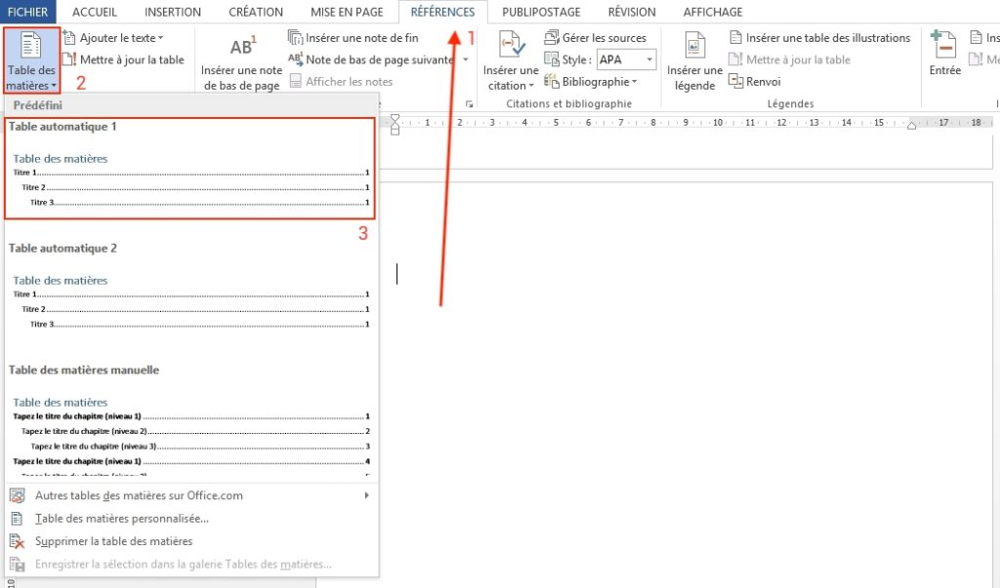 FICHIER ACCUEIL INSERTION CRÉATION MISE EN PAGE RÉFÉRENCES PUBLIPOSTAGE RÉVISION AFFICHAGE
1
Table des matières
2
Ajouter le texte
Mettre à jour la table
AB1
Insérer une note de bas de page
Insérer une note de fin
AB1
Note de bas de page suivante
Afficher les notes
Insérer une citation
Gérer les sources
Style : APA
Bibliographie
Citations et bibliographie
Insérer une légende
Insérer une table des illustrations
Mettre à jour la table
Renvoi
Légendes
Entrée
1 2 3 4 5 6 7 8 9 10 11 12 13 14 15 17 18
Prédéfini
Table automatique 1
Table des matières
Titre 1 1
Titre 2 1
Titre 3 1
3
Table automatique 2
Table des matières
Titre 1 1
Titre 2 1
Titre 3 1
Table des matières manuelle
Table des matières
Tapez le titre du chapitre (niveau 1) 1
Tapez le titre du chapitre (niveau 2) 2
Tapez le titre du chapitre (niveau 3) 3
Tapez le titre du chapitre (niveau 1) 4
Autres tables des matières sur Office.com
Table des matières personnalisée...
Supprimer la table des matières
Enregistrer la sélection dans la galerie Tables des matières...
10